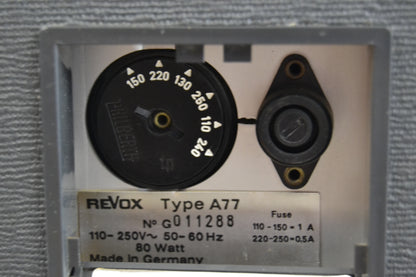 150 220 130 250 110 240
REVOX Type A77
Nº G 011288
110-250V~ 50-60 Hz
80 Watt
Made in Germany
Fuse
110-150=1 A
220-250=0,5A